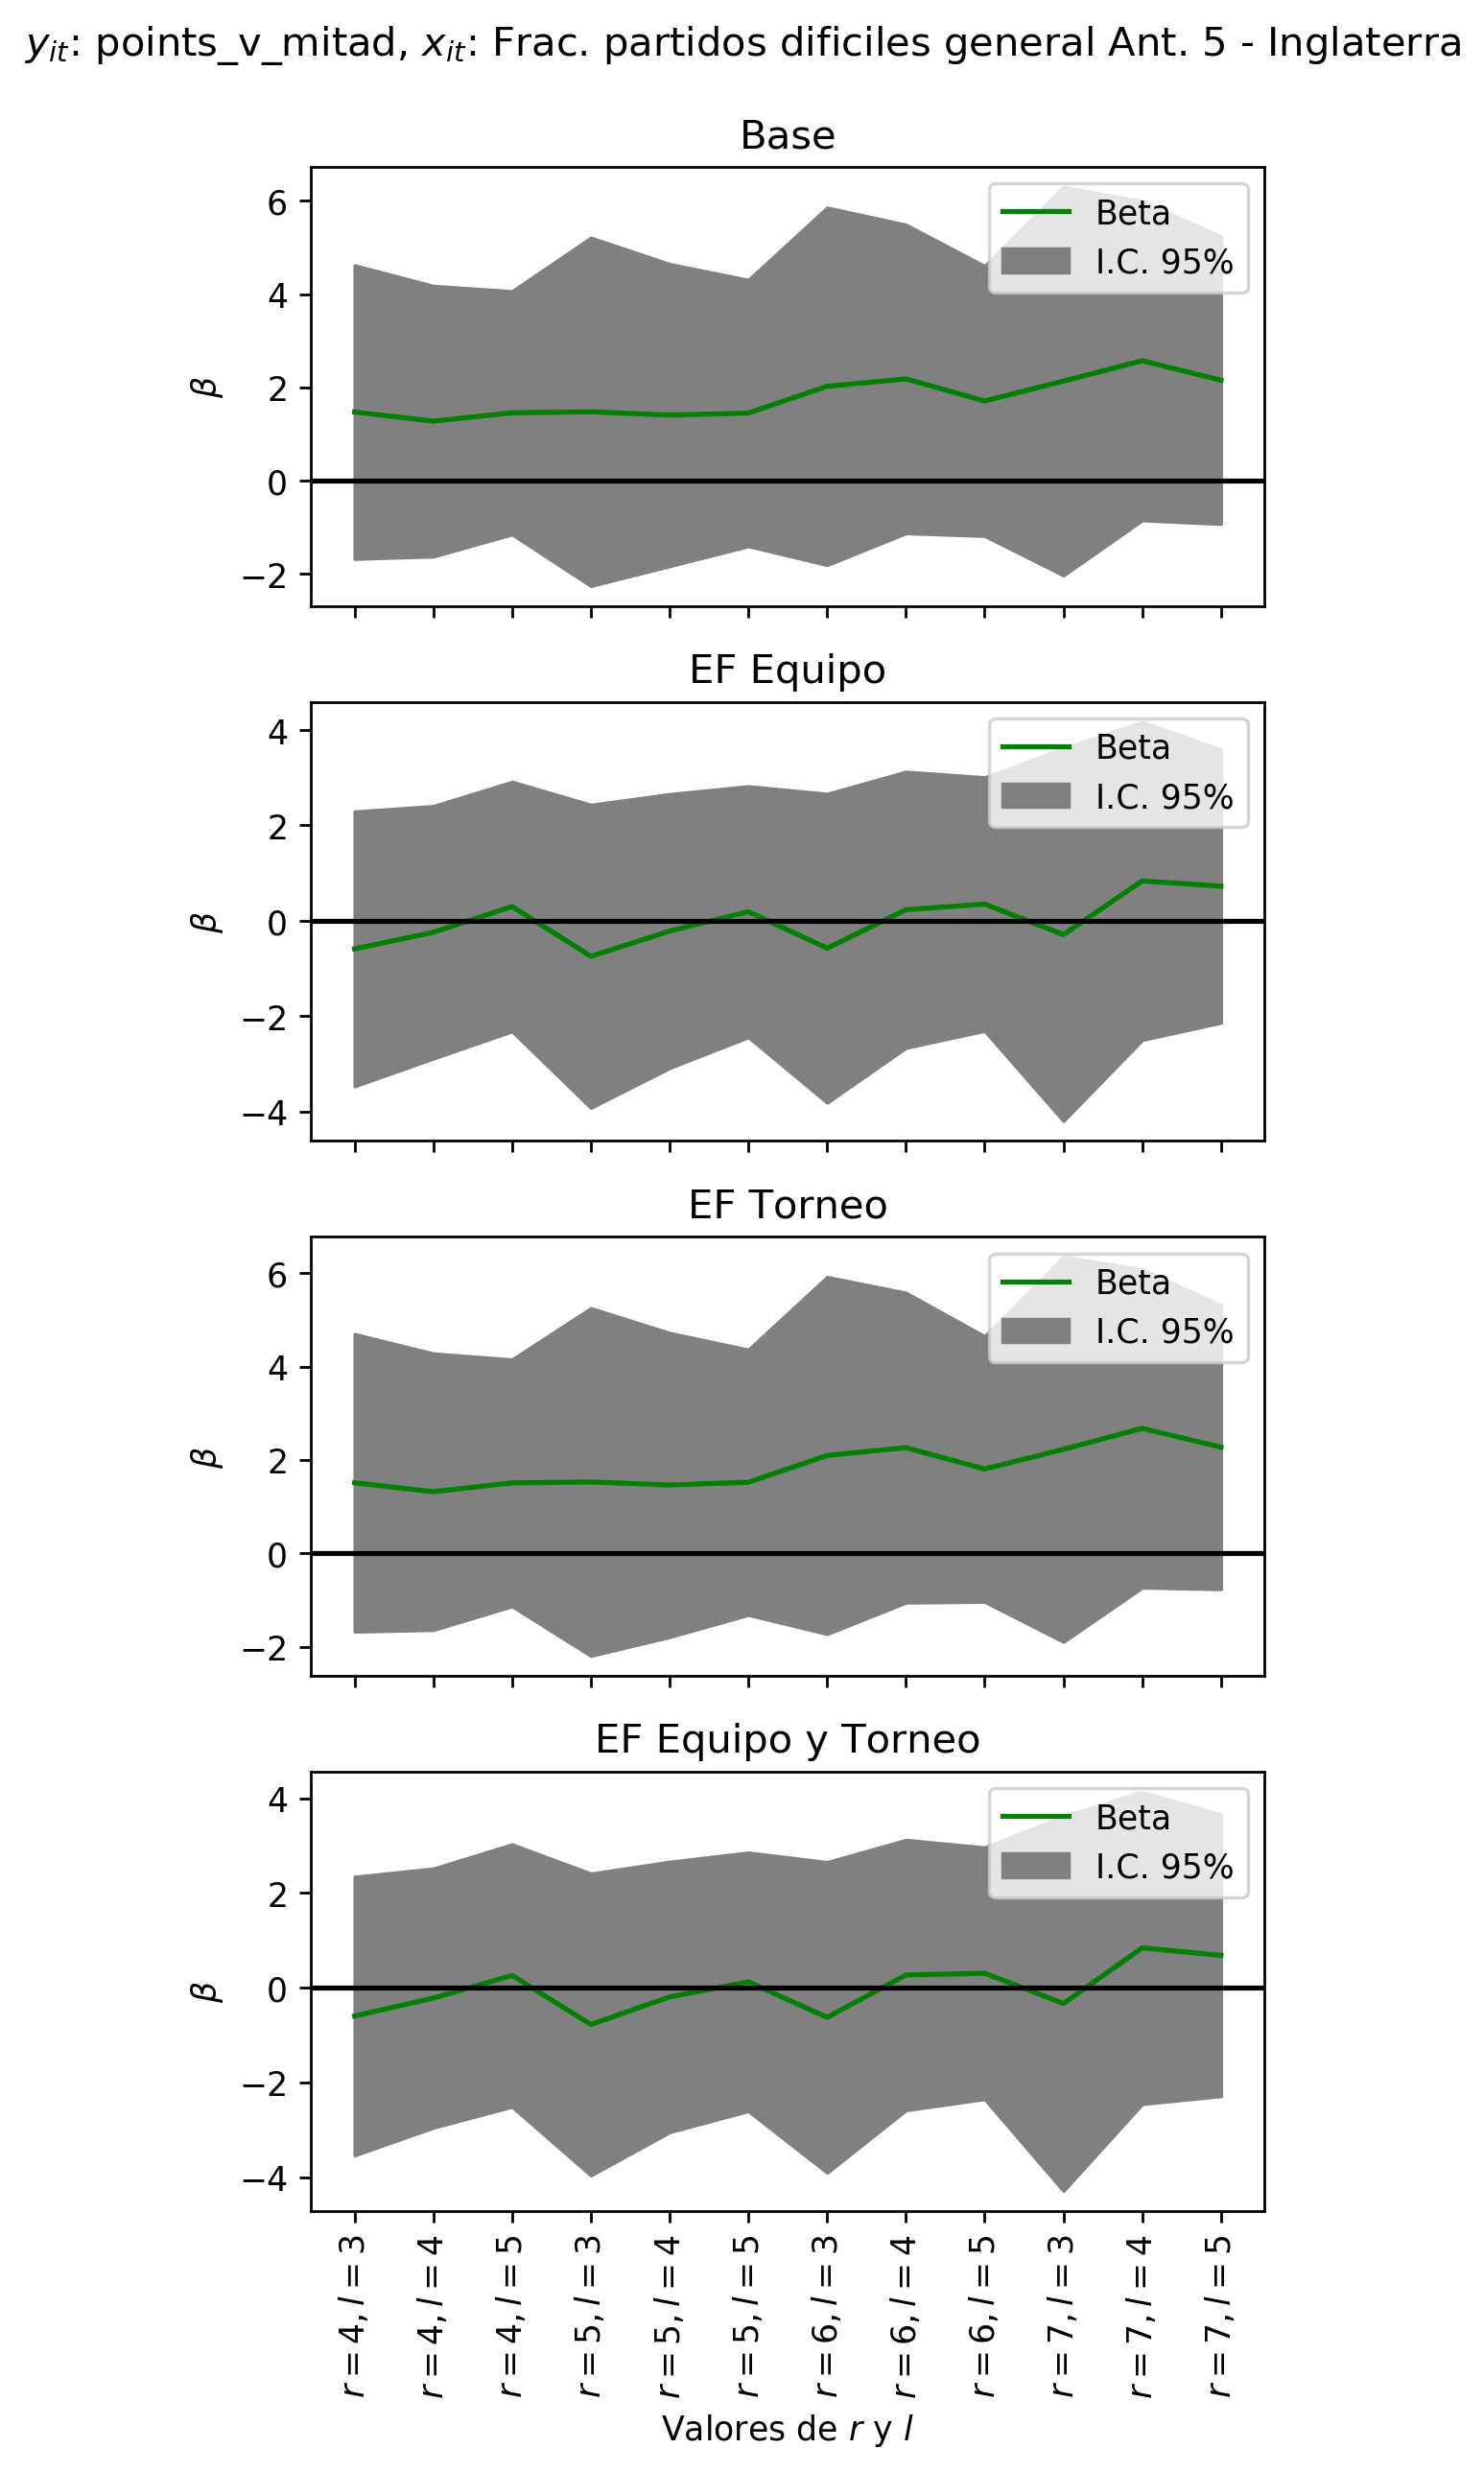 y_it: points_v_mitad, x_it: Frac. partidos dificiles general Ant. 5 - Inglaterra
Base
6
4
2
0
−2
β
Beta
I.C. 95%
EF Equipo
4
2
0
−2
−4
β
Beta
I.C. 95%
EF Torneo
6
4
2
0
−2
β
Beta
I.C. 95%
EF Equipo y Torneo
4
2
0
−2
−4
β
Beta
I.C. 95%
r = 4, l = 3
r = 4, l = 4
r = 4, l = 5
r = 5, l = 3
r = 5, l = 4
r = 5, l = 5
r = 6, l = 3
r = 6, l = 4
r = 6, l = 5
r = 7, l = 3
r = 7, l = 4
r = 7, l = 5
Valores de r y l